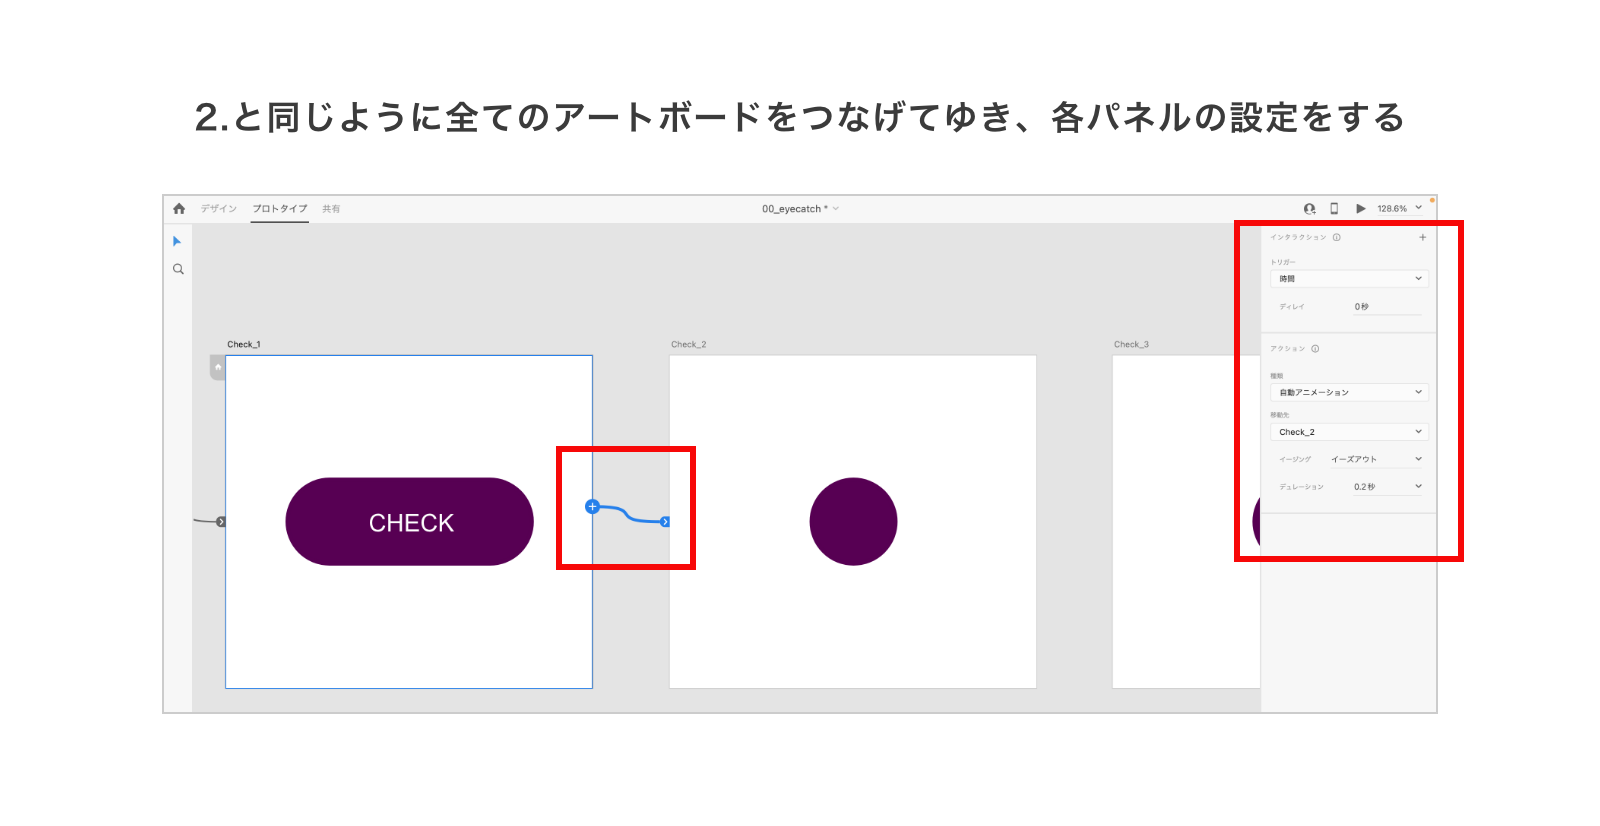 2.と同じように全てのアートボードをつなげてゆき、各パネルの設定をする
デザイン プロトタイプ 共有
00_eyecatch *
128.6%
インタラクション
トリガー
時間
ディレイ 0秒
アクション
種類
自動アニメーション
移動先
Check_2
イージング イーズアウト
デュレーション 0.2秒
Check_1
Check_2
Check_3
CHECK